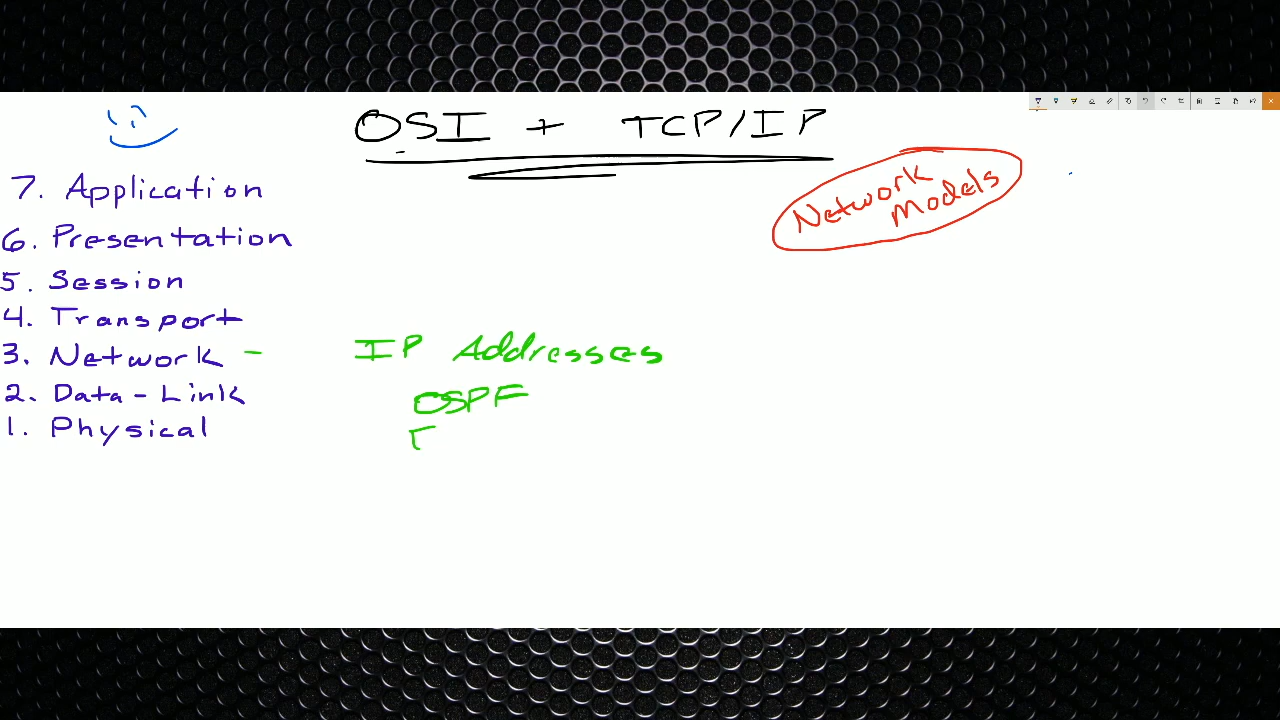 OSI + TCP/IP
Network
Models
7. Application
6. Presentation
5. Session
4. Transport
3. Network - IP Addresses
2. Data-Link
OSPF
1. Physical